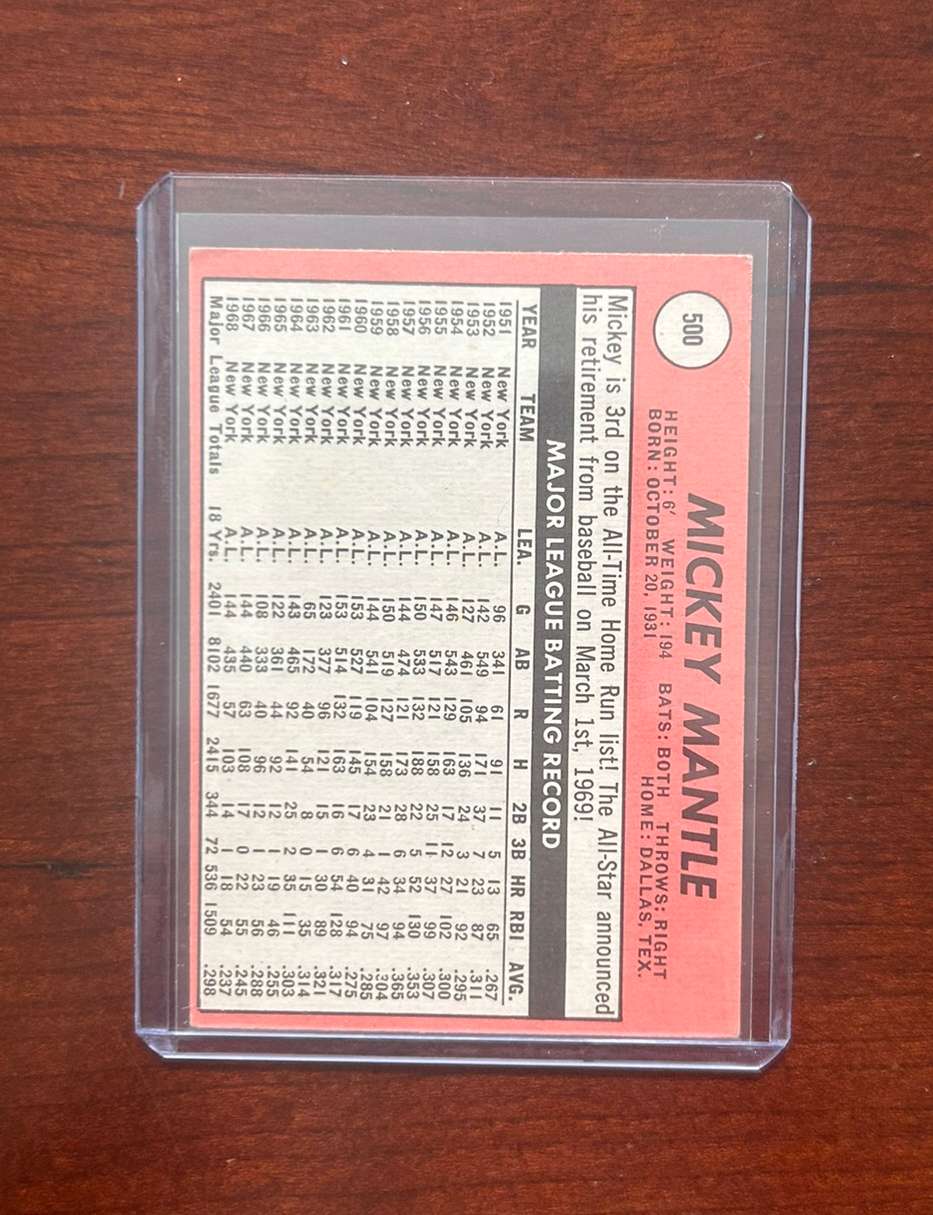 500
MICKEY MANTLE
HEIGHT: 6' WEIGHT: 194 BATS: BOTH THROWS: RIGHT
BORN: OCTOBER 20, 1931 HOME: DALLAS, TEX.
Mickey is 3rd on the All-Time Home Run list! The All-Star announced
his retirement from baseball on March 1st, 1969!
MAJOR LEAGUE BATTING RECORD
YEAR TEAM LEA. G AB R H 2B 3B HR RBI AVG.
1951 New York A.L. 96 341 61 91 11 5 13 65 .267
1952 New York A.L. 142 549 94 171 37 7 23 87 .311
1953 New York A.L. 127 461 105 136 24 3 21 92 .295
1954 New York A.L. 146 543 129 163 17 12 27 102 .300
1955 New York A.L. 147 517 121 158 25 11 37 99 .307
1956 New York A.L. 150 533 132 188 22 5 52 130 .353
1957 New York A.L. 144 474 121 173 28 6 34 94 .365
1958 New York A.L. 150 519 127 158 21 1 42 97 .304
1959 New York A.L. 144 541 104 154 23 4 31 75 .285
1960 New York A.L. 153 527 119 145 17 6 40 94 .275
1961 New York A.L. 153 514 132 163 16 6 54 128 .317
1962 New York A.L. 123 377 96 121 15 1 30 89 .321
1963 New York A.L. 65 172 40 54 8 0 15 35 .314
1964 New York A.L. 143 465 92 141 25 2 35 111 .303
1965 New York A.L. 122 361 44 92 12 1 19 46 .255
1966 New York A.L. 108 333 40 96 12 1 23 56 .288
1967 New York A.L. 144 440 63 108 17 0 22 55 .245
1968 New York A.L. 144 435 57 103 14 1 18 54 .237
Major League Totals 18 Yrs. 2401 8102 1677 2415 344 72 536 1509 .298